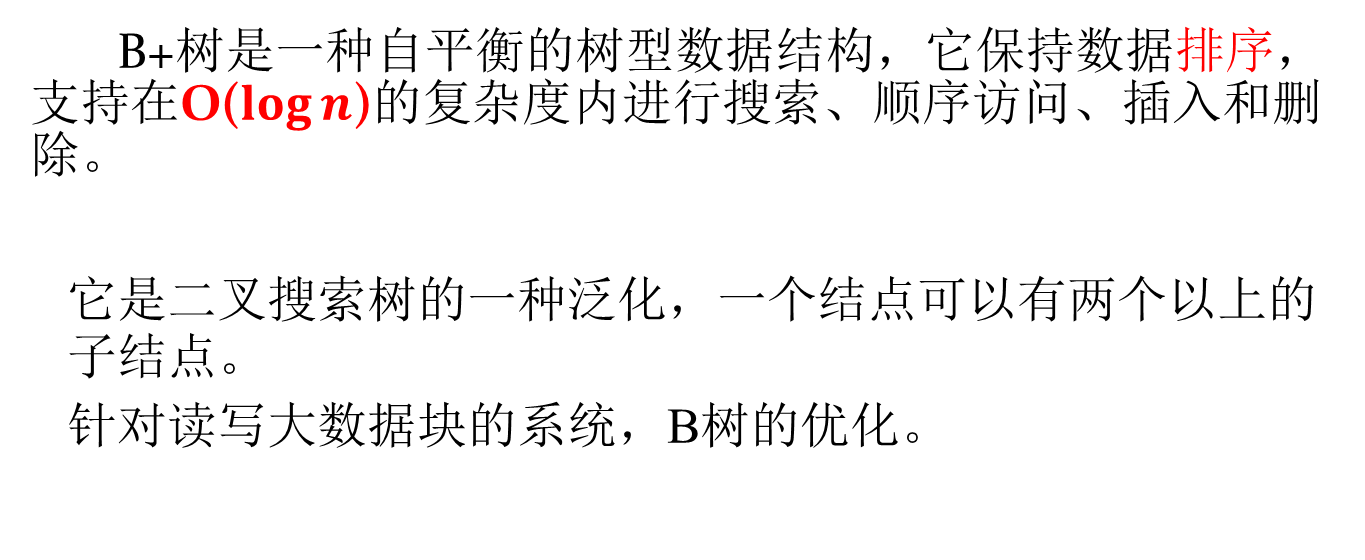 B+树是一种自平衡的树型数据结构，它保持数据排序，
支持在O(log n)的复杂度内进行搜索、顺序访问、插入和删
除。
它是二叉搜索树的一种泛化，一个结点可以有两个以上的
子结点。
针对读写大数据块的系统，B树的优化。